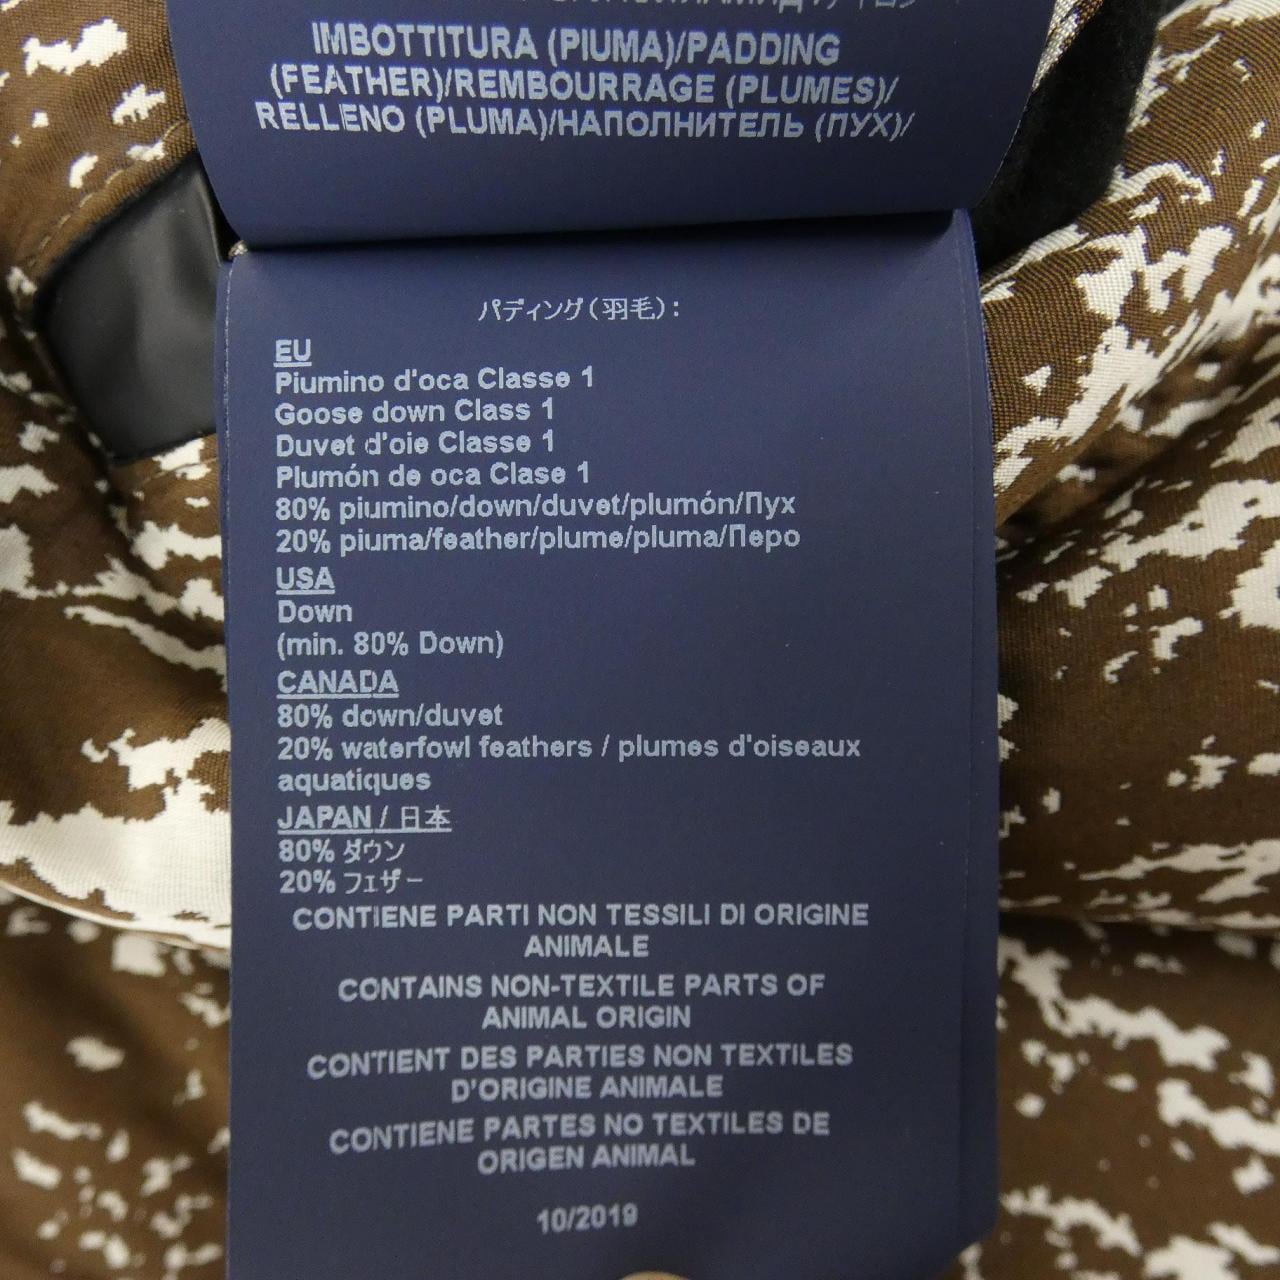 IMBOTTITURA (PIUMA)/PADDING
(FEATHER)/REMBOURRAGE (PLUMES)/
RELLENO (PLUMA)/НАПОЛНИТЕЛЬ (ПУХ)/
パディング(羽毛):
EU
Piumino d'oca Classe 1
Goose down Class 1
Duvet d'oie Classe 1
Plumón de oca Clase 1
80% piumino/down/duvet/plumón/Пух
20% piuma/feather/plume/pluma/Перо
USA
Down
(min. 80% Down)
CANADA
80% down/duvet
20% waterfowl feathers / plumes d'oiseaux
aquatiques
JAPAN / 日本
80% ダウン
20% フェザー
CONTIENE PARTI NON TESSILI DI ORIGINE
ANIMALE
CONTAINS NON-TEXTILE PARTS OF
ANIMAL ORIGIN
CONTIENT DES PARTIES NON TEXTILES
D'ORIGINE ANIMALE
CONTIENE PARTES NO TEXTILES DE
ORIGEN ANIMAL
10/2019